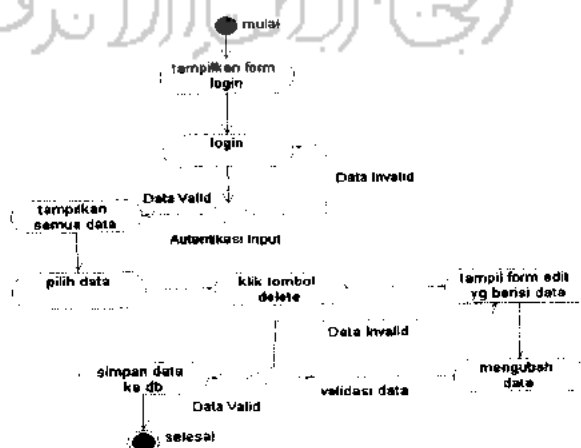 mulai
tampilkan form
login
login
Data Invalid
Data Valid
tampilkan
semua data
Autentikasi Input
pilih data
klik tombol
delete
tampil form edit
yg berisi data
Data Invalid
simpan data
ke db
validasi data
mengubah
data
Data Valid
selesai